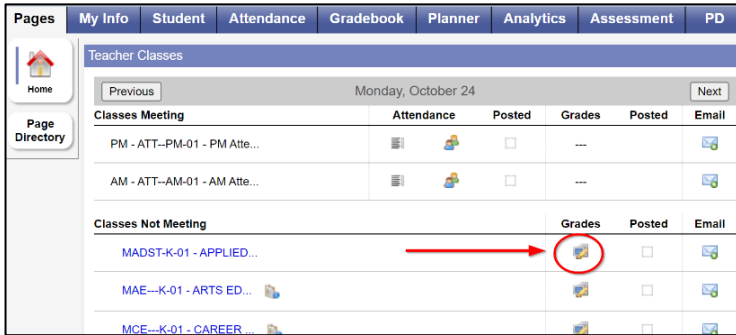 Pages My Info Student Attendance Gradebook Planner Analytics Assessment PD
Home
Page
Directory
Teacher Classes
Previous Monday, October 24 Next
Classes Meeting Attendance Posted Grades Email
PM - ATT--PM-01 - PM Atte... ---
AM - ATT--AM-01 - AM Atte... ---
Classes Not Meeting Grades Posted Email
MADST-K-01 - APPLIED...
MAE---K-01 - ARTS ED...
MCE---K-01 - CAREER ...